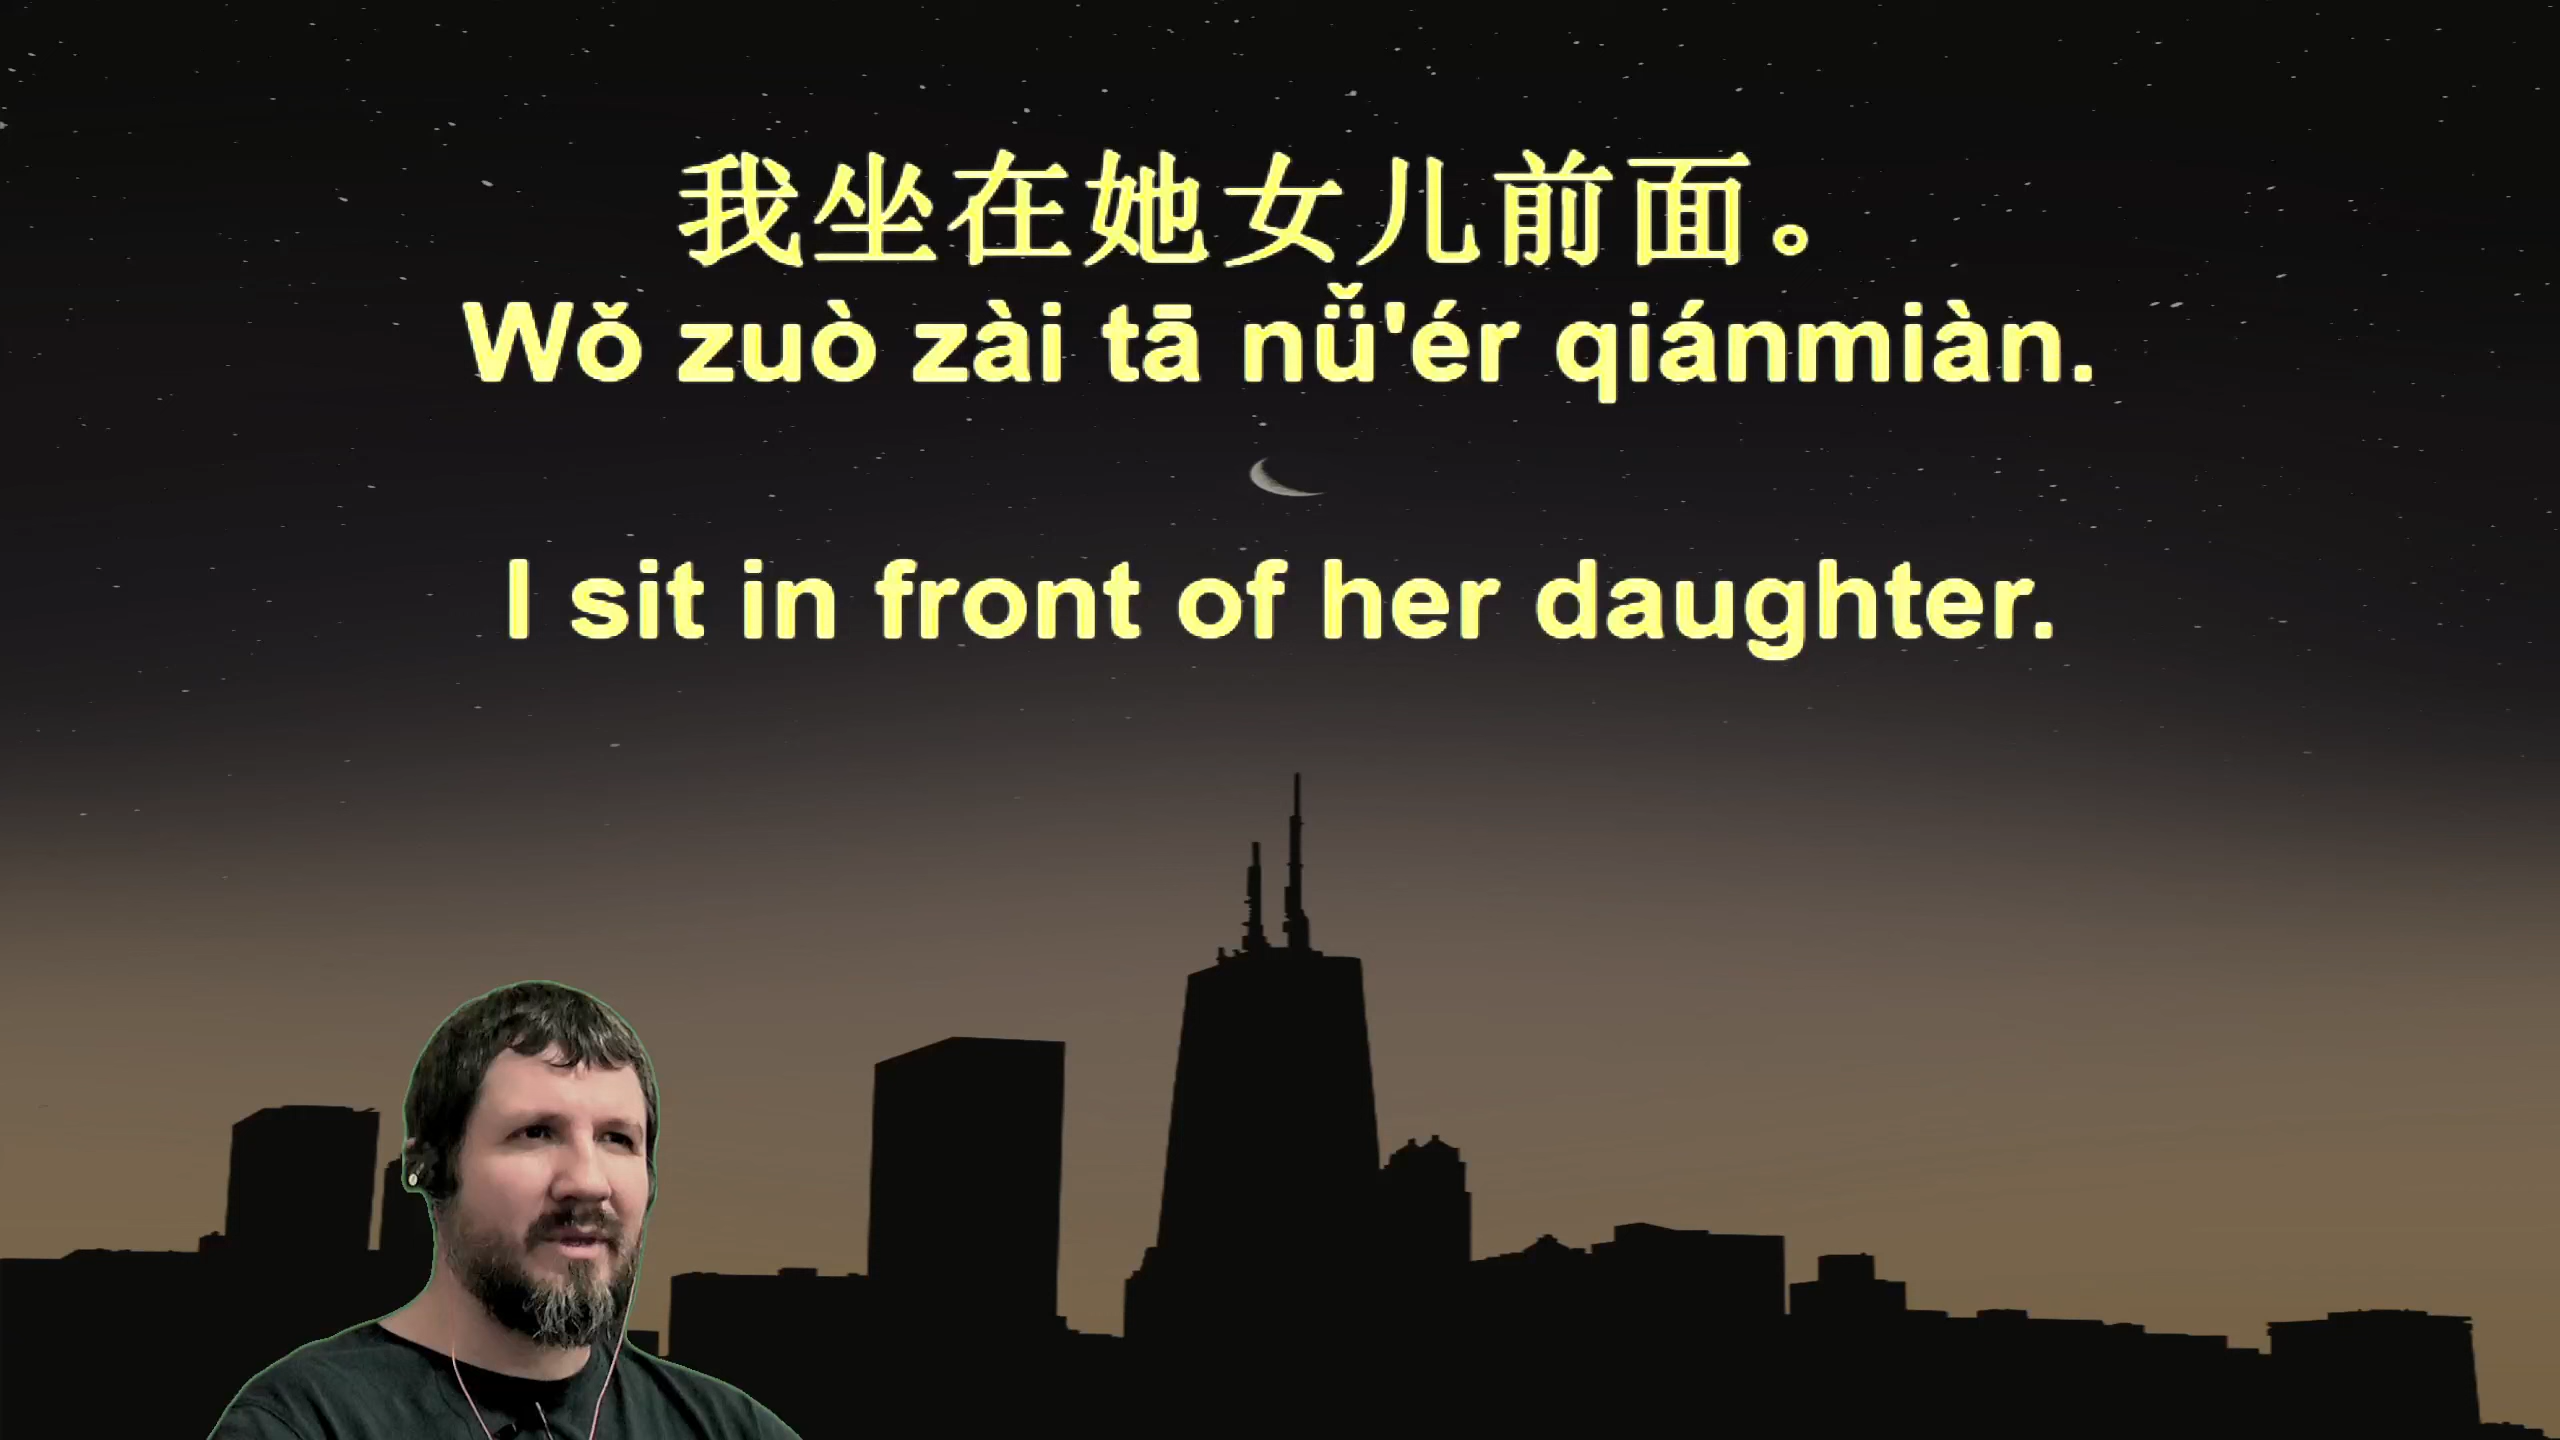 我坐在她女儿前面。
Wǒ zuò zài tā nǚ'ér qiánmiàn.
I sit in front of her daughter.